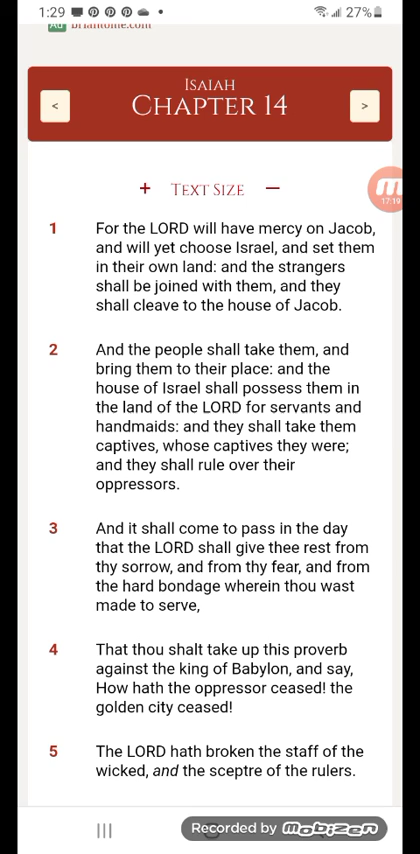 1:29 27%
Ad briantome.com
ISAIAH
< CHAPTER 14 >
+ TEXT SIZE −
17:19
1 For the LORD will have mercy on Jacob,
and will yet choose Israel, and set them
in their own land: and the strangers
shall be joined with them, and they
shall cleave to the house of Jacob.
2 And the people shall take them, and
bring them to their place: and the
house of Israel shall possess them in
the land of the LORD for servants and
handmaids: and they shall take them
captives, whose captives they were;
and they shall rule over their
oppressors.
3 And it shall come to pass in the day
that the LORD shall give thee rest from
thy sorrow, and from thy fear, and from
the hard bondage wherein thou wast
made to serve,
4 That thou shalt take up this proverb
against the king of Babylon, and say,
How hath the oppressor ceased! the
golden city ceased!
5 The LORD hath broken the staff of the
wicked, and the sceptre of the rulers.
Recorded by mobizen